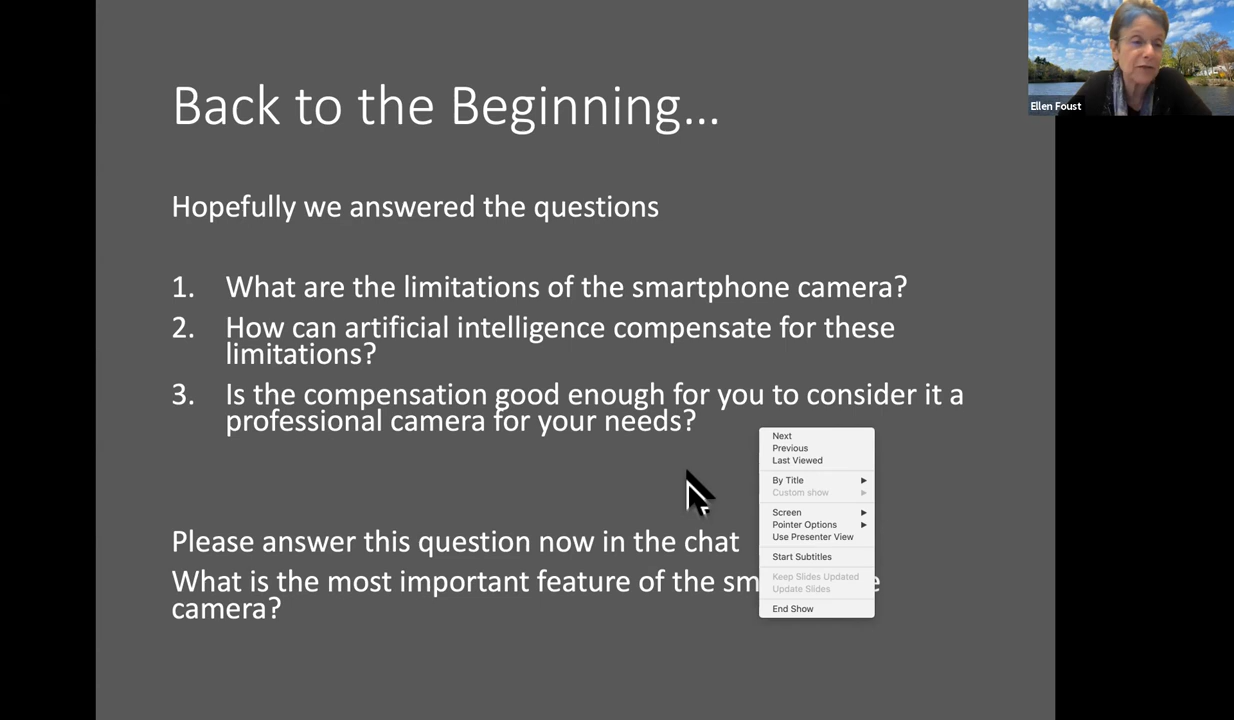 Back to the Beginning...
Ellen Foust
Hopefully we answered the questions
1. What are the limitations of the smartphone camera?
2. How can artificial intelligence compensate for these
limitations?
3. Is the compensation good enough for you to consider it a
professional camera for your needs?
Please answer this question now in the chat
What is the most important feature of the sm e
camera?
Next
Previous
Last Viewed
By Title
Custom show
Screen
Pointer Options
Use Presenter View
Start Subtitles
Keep Slides Updated
Update Slides
End Show